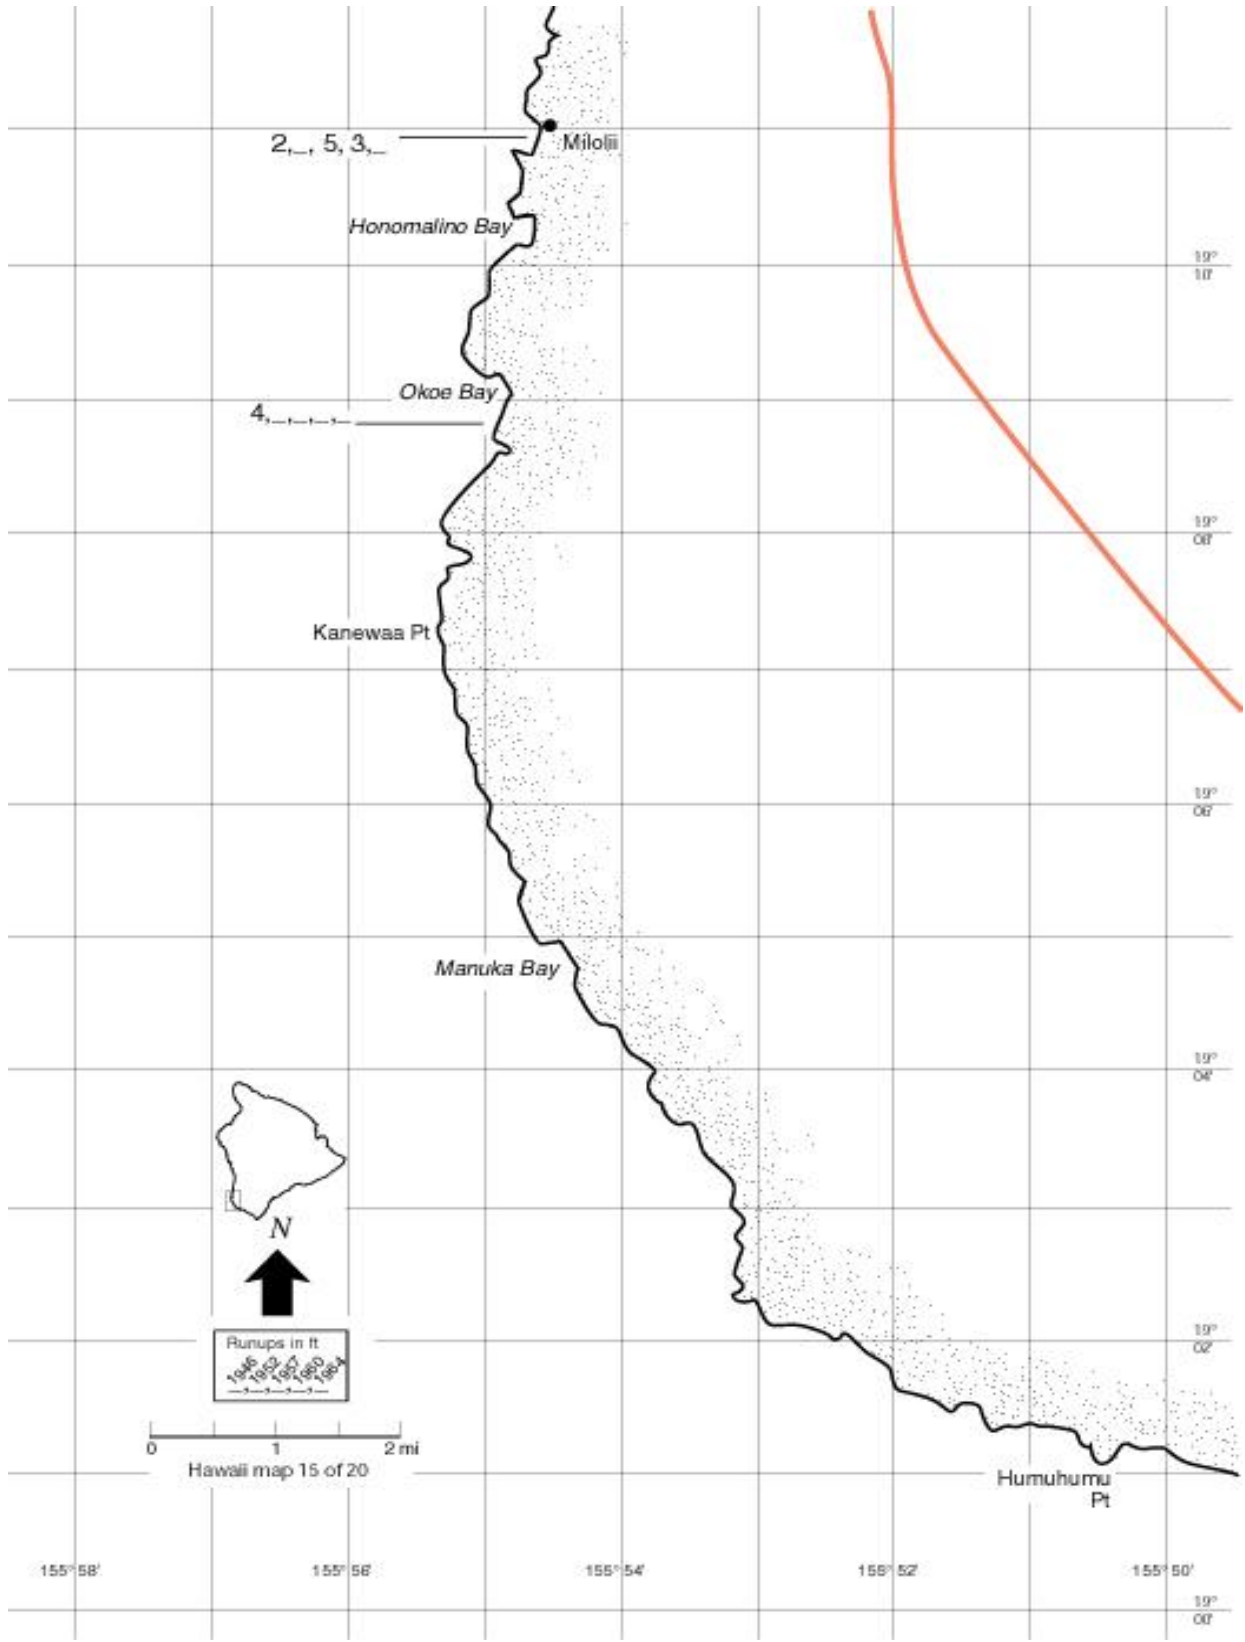 2,_, 5, 3,_
Milolii
Honomalino Bay
19°
10'
Okoe Bay
4,_,_,_,_
19°
08'
Kanewaa Pt
19°
06'
Manuka Bay
19°
04'
N
Runups in ft
1946
1952
1957
1960
1964
_,_,_,_,_
19°
02'
0 1 2 mi
Hawaii map 15 of 20
Humuhumu
Pt
155° 58' 155° 56' 155° 54' 155° 52' 155° 50'
19°
00'